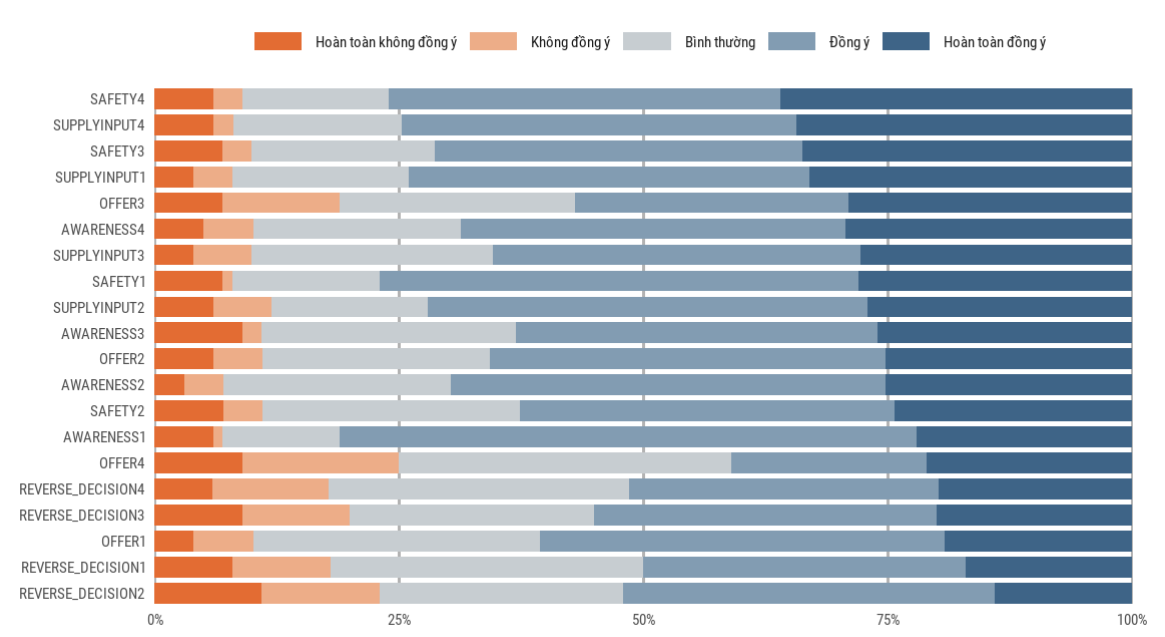 Hoàn toàn không đồng ý Không đồng ý Bình thường Đồng ý Hoàn toàn đồng ý
SAFETY4
SUPPLYINPUT4
SAFETY3
SUPPLYINPUT1
OFFER3
AWARENESS4
SUPPLYINPUT3
SAFETY1
SUPPLYINPUT2
AWARENESS3
OFFER2
AWARENESS2
SAFETY2
AWARENESS1
OFFER4
REVERSE_DECISION4
REVERSE_DECISION3
OFFER1
REVERSE_DECISION1
REVERSE_DECISION2
0% 25% 50% 75% 100%